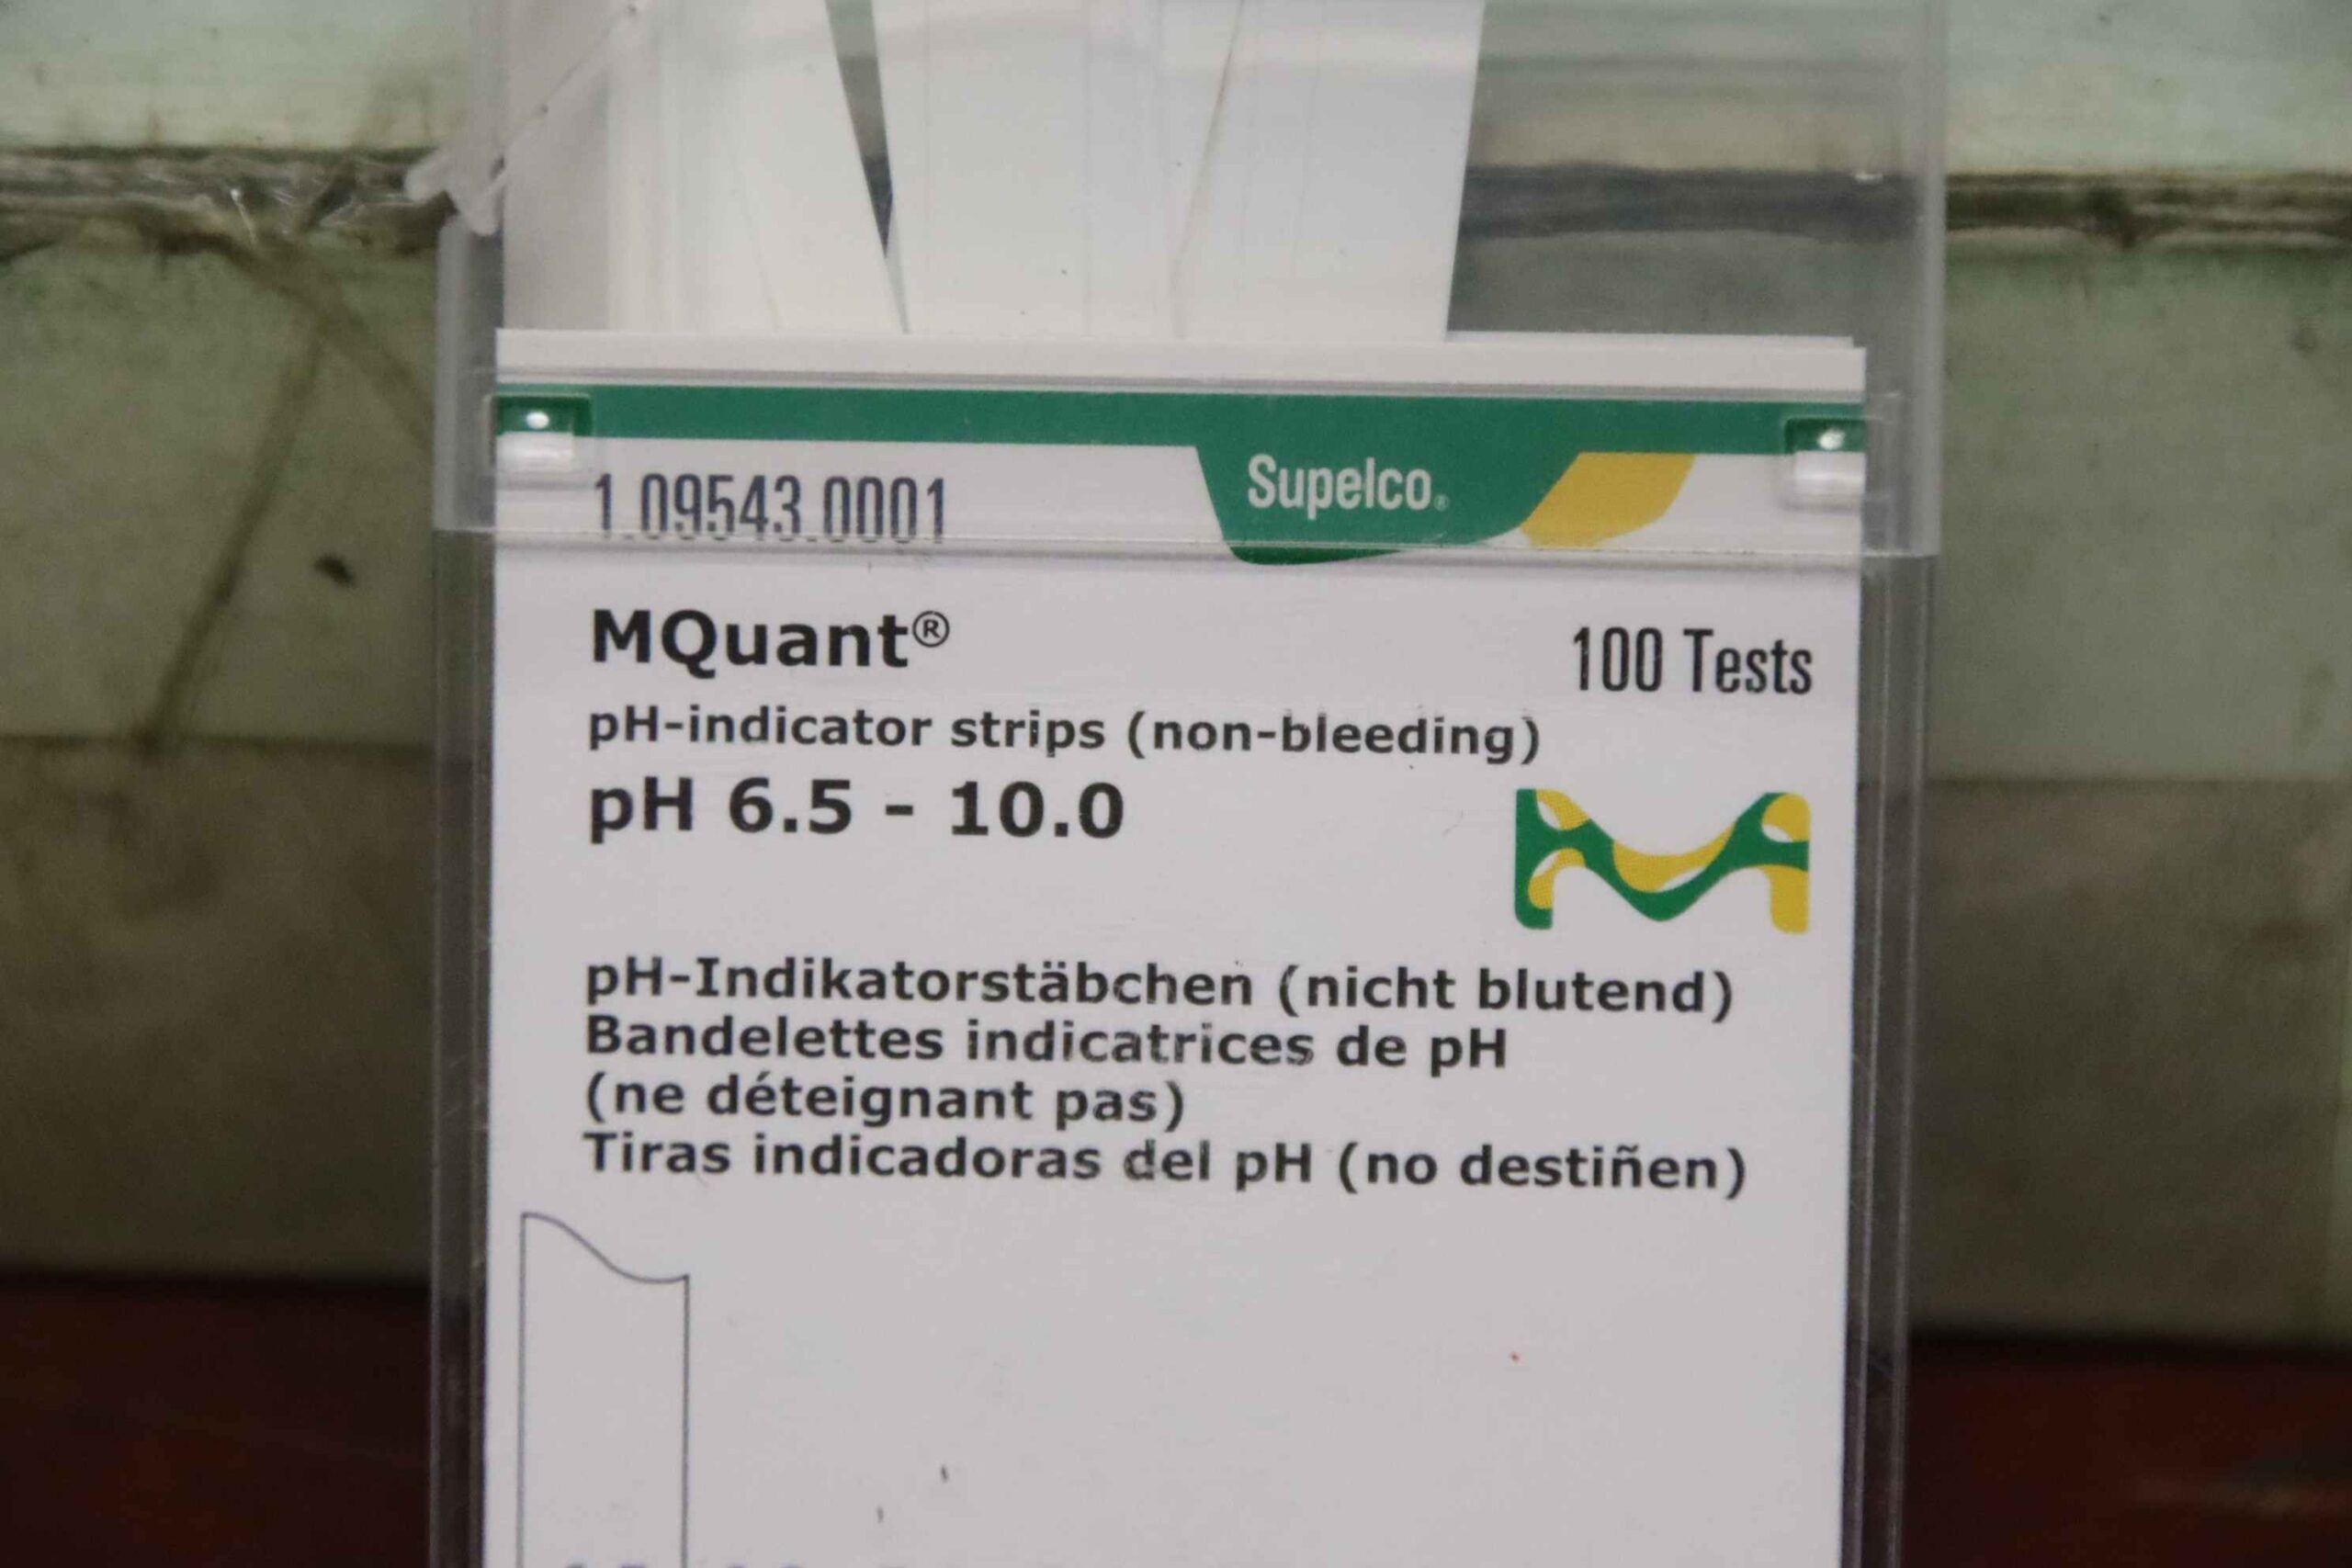 1.09543.0001
Supelco®
MQuant®
100 Tests
pH-indicator strips (non-bleeding)
pH 6.5 - 10.0
pH-Indikatorstäbchen (nicht blutend)
Bandelettes indicatrices de pH
(ne déteignant pas)
Tiras indicadoras del pH (no destiñen)